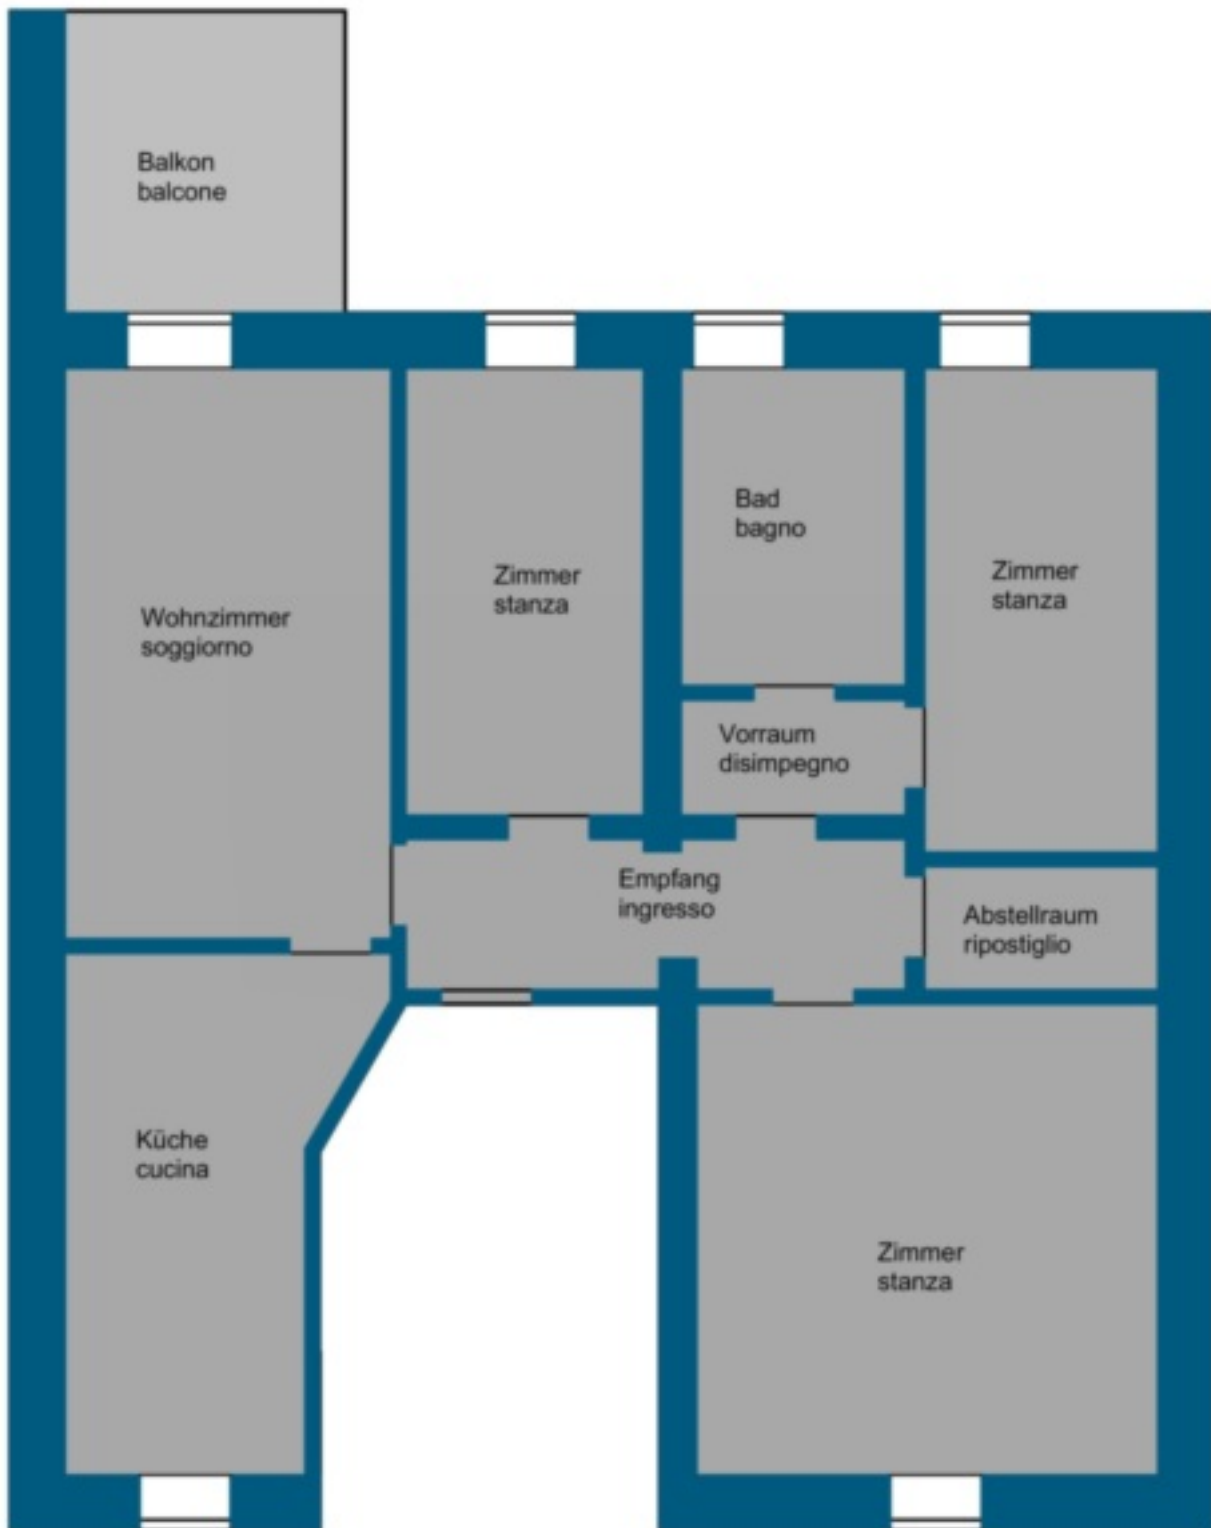 Balkon
balcone
Wohnzimmer
soggiorno
Zimmer
stanza
Bad
bagno
Zimmer
stanza
Vorraum
disimpegno
Empfang
ingresso
Abstellraum
ripostiglio
Küche
cucina
Zimmer
stanza